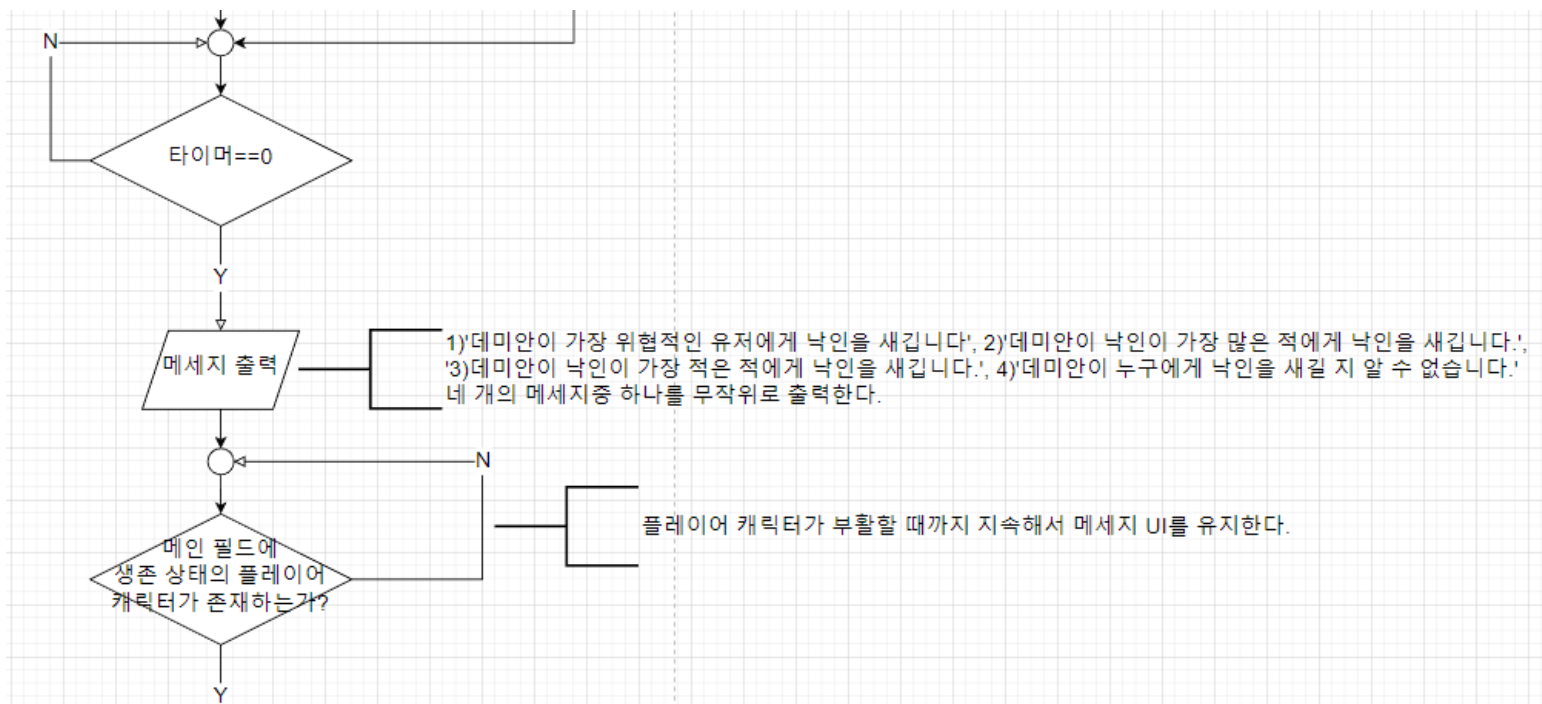 N
타이머==0
Y
메세지 출력
1)'데미안이 가장 위협적인 유저에게 낙인을 새깁니다', 2)'데미안이 낙인이 가장 많은 적에게 낙인을 새깁니다.',
'3)데미안이 낙인이 가장 적은 적에게 낙인을 새깁니다.', 4)'데미안이 누구에게 낙인을 새길 지 알 수 없습니다.'
네 개의 메세지중 하나를 무작위로 출력한다.
N
플레이어 캐릭터가 부활할 때까지 지속해서 메세지 UI를 유지한다.
메인 필드에
생존 상태의 플레이어
캐릭터가 존재하는가?
Y